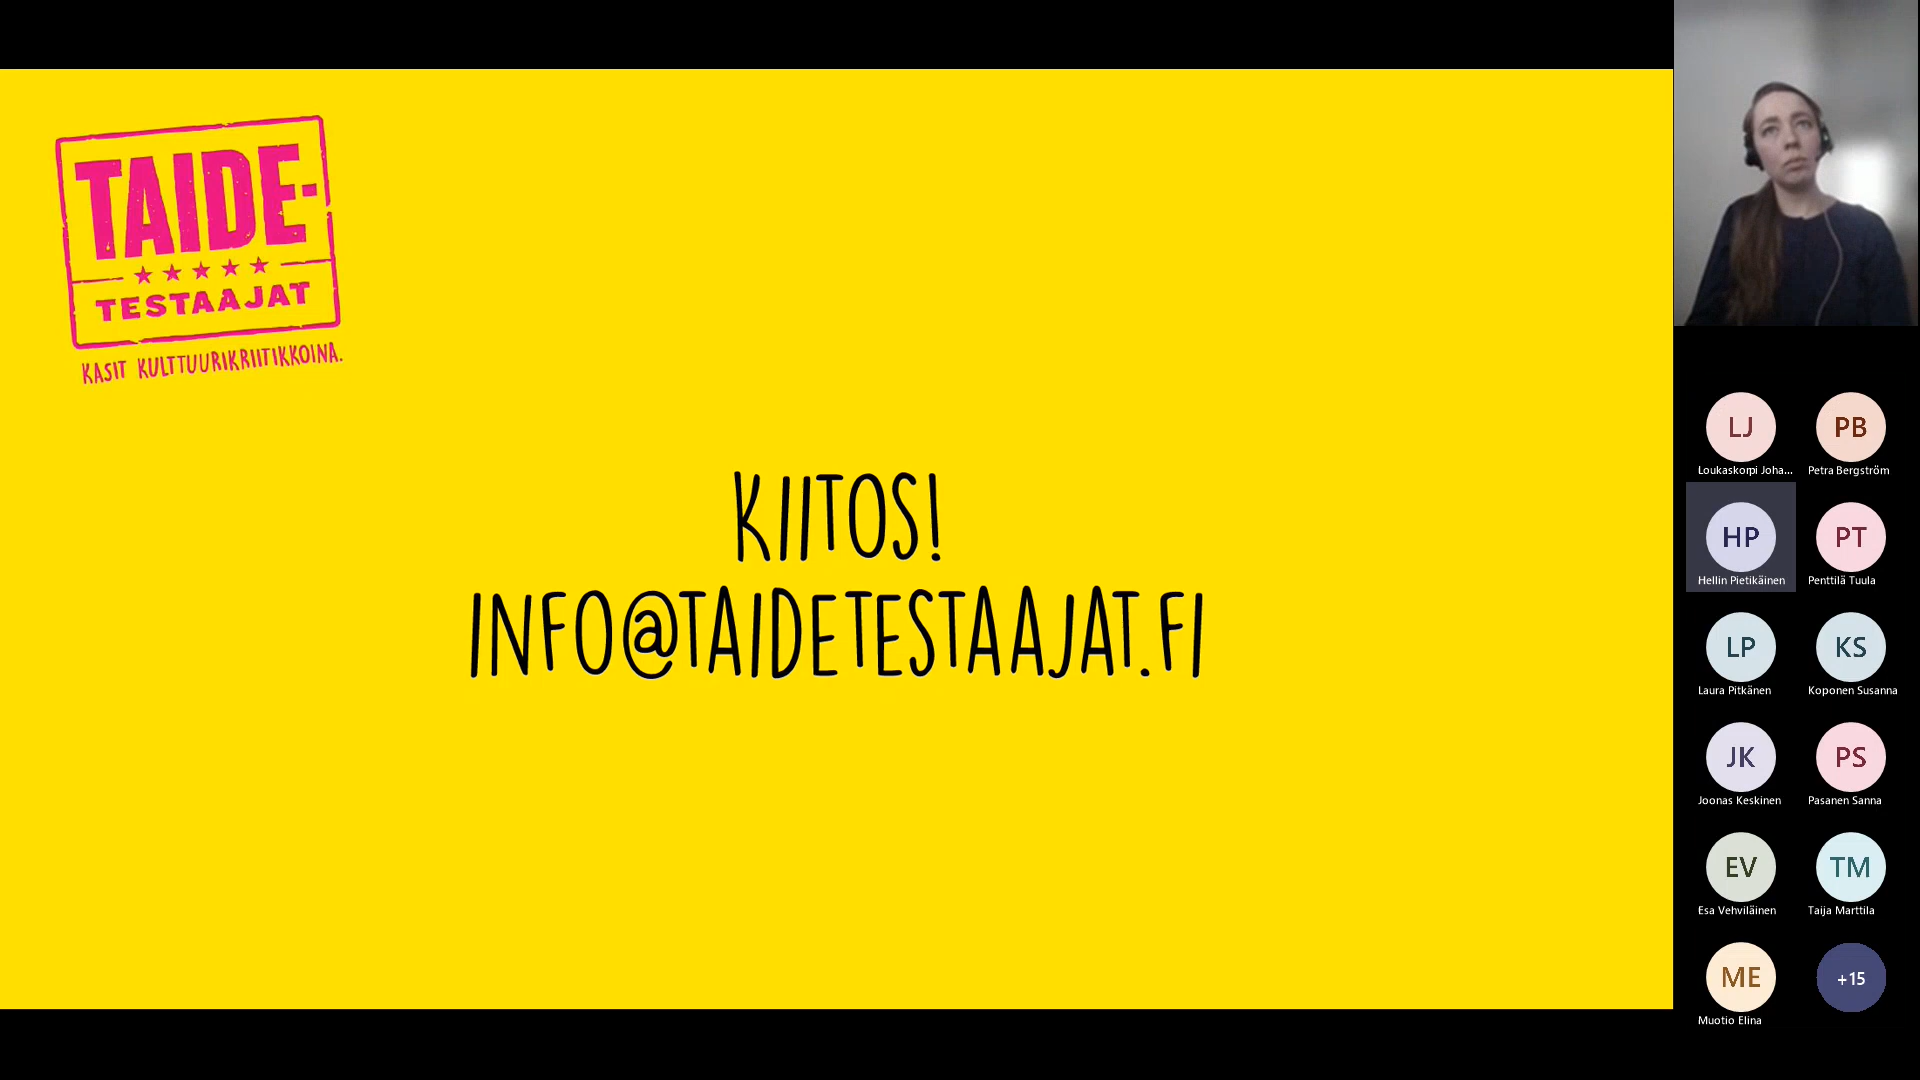 TAIDE-
TESTAAJAT
KASIT KULTTUURIKRIITIKKOINA.
KIITOS!
INFO@TAIDETESTAAJAT.FI
LJ
Loukaskorpi Joha...
PB
Petra Bergström
HP
Hellin Pietikäinen
PT
Penttilä Tuula
LP
Laura Pitkänen
KS
Koponen Susanna
JK
Joonas Keskinen
PS
Pasanen Sanna
EV
Esa Vehviläinen
TM
Taija Marttila
ME
Muotio Elina
+15